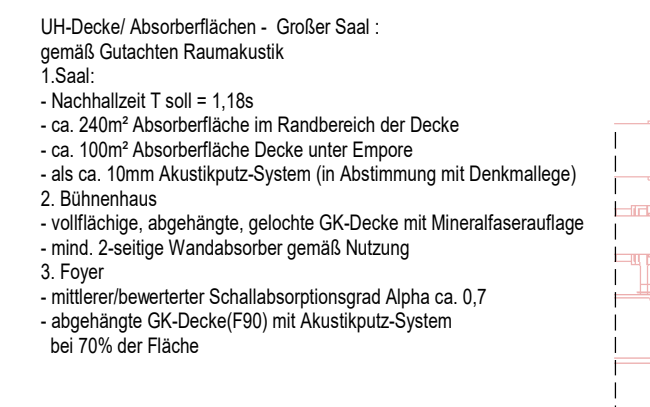 UH-Decke/ Absorberflächen - Großer Saal :
gemäß Gutachten Raumakustik
1.Saal:
- Nachhallzeit T soll = 1,18s
- ca. 240m² Absorberfläche im Randbereich der Decke
- ca. 100m² Absorberfläche Decke unter Empore
- als ca. 10mm Akustikputz-System (in Abstimmung mit Denkmallege)
2. Bühnenhaus
- vollflächige, abgehängte, gelochte GK-Decke mit Mineralfaserauflage
- mind. 2-seitige Wandabsorber gemäß Nutzung
3. Foyer
- mittlerer/bewerterter Schallabsorptionsgrad Alpha ca. 0,7
- abgehängte GK-Decke(F90) mit Akustikputz-System
bei 70% der Fläche